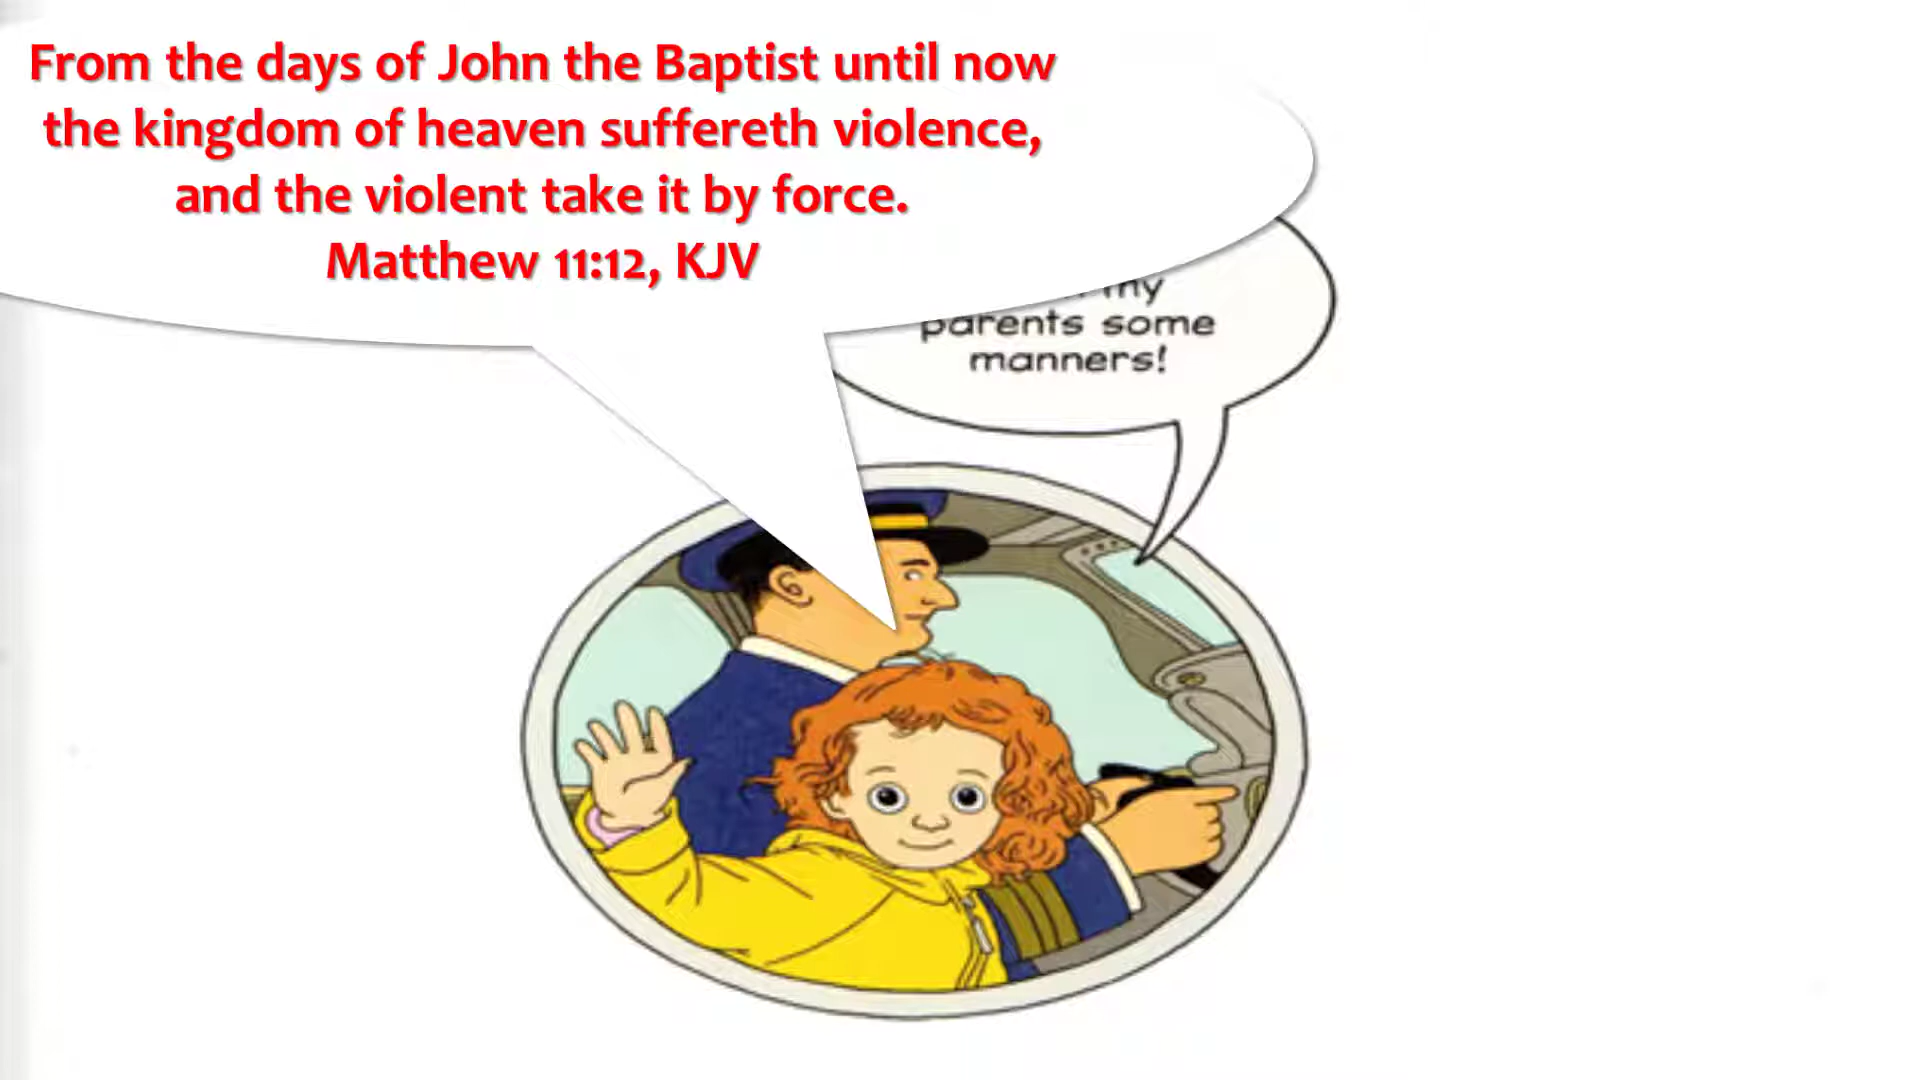 From the days of John the Baptist until now
the kingdom of heaven suffereth violence,
and the violent take it by force.
Matthew 11:12, KJV
my
parents some
manners!